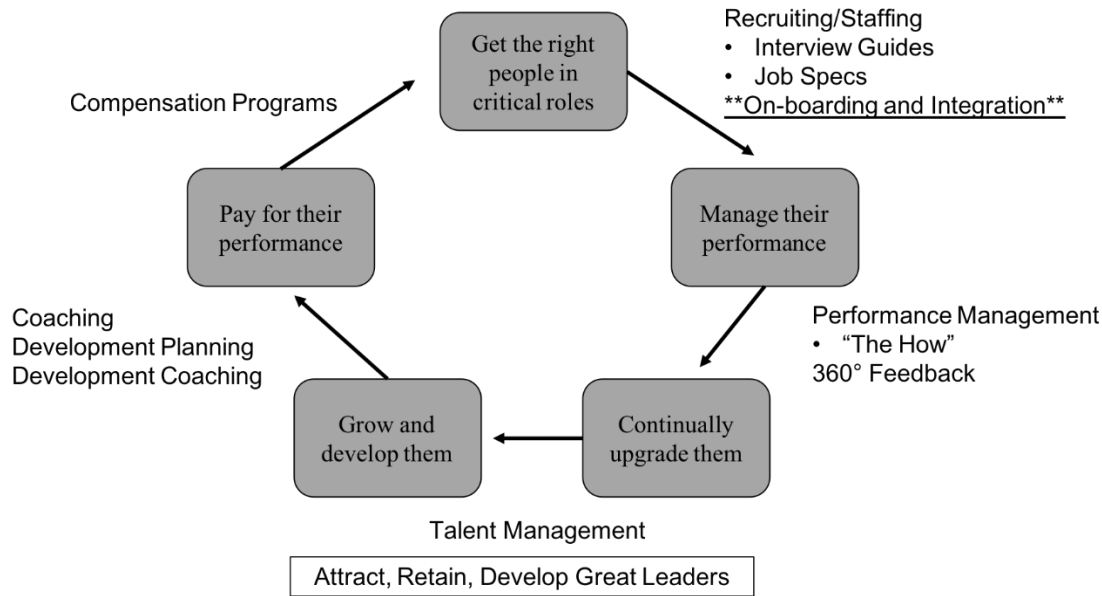 Get the right
people in
critical roles
Recruiting/Staffing
• Interview Guides
• Job Specs
**On-boarding and Integration**
Compensation Programs
Pay for their
performance
Manage their
performance
Coaching
Development Planning
Development Coaching
Performance Management
• “The How”
360° Feedback
Grow and
develop them
Continually
upgrade them
Talent Management
Attract, Retain, Develop Great Leaders